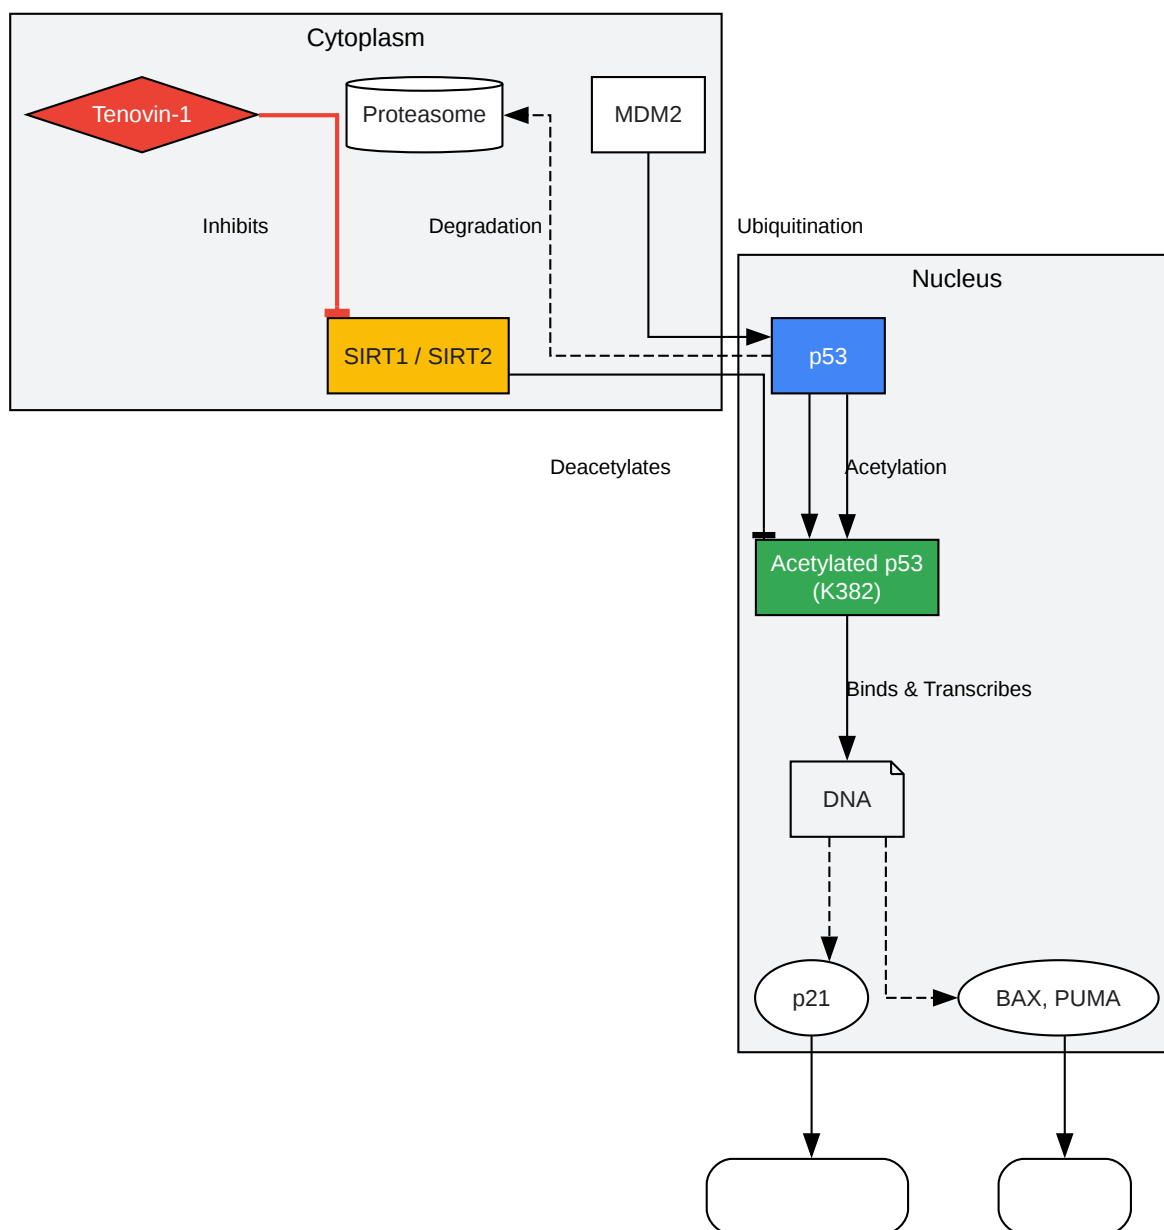 Cytoplasm
Tenovin-1
Proteasome
MDM2
Inhibits
Degradation
Ubiquitination
Nucleus
SIRT1 / SIRT2
p53
Deacetylates
Acetylation
Acetylated p53
(K382)
Binds & Transcribes
DNA
p21
BAX, PUMA